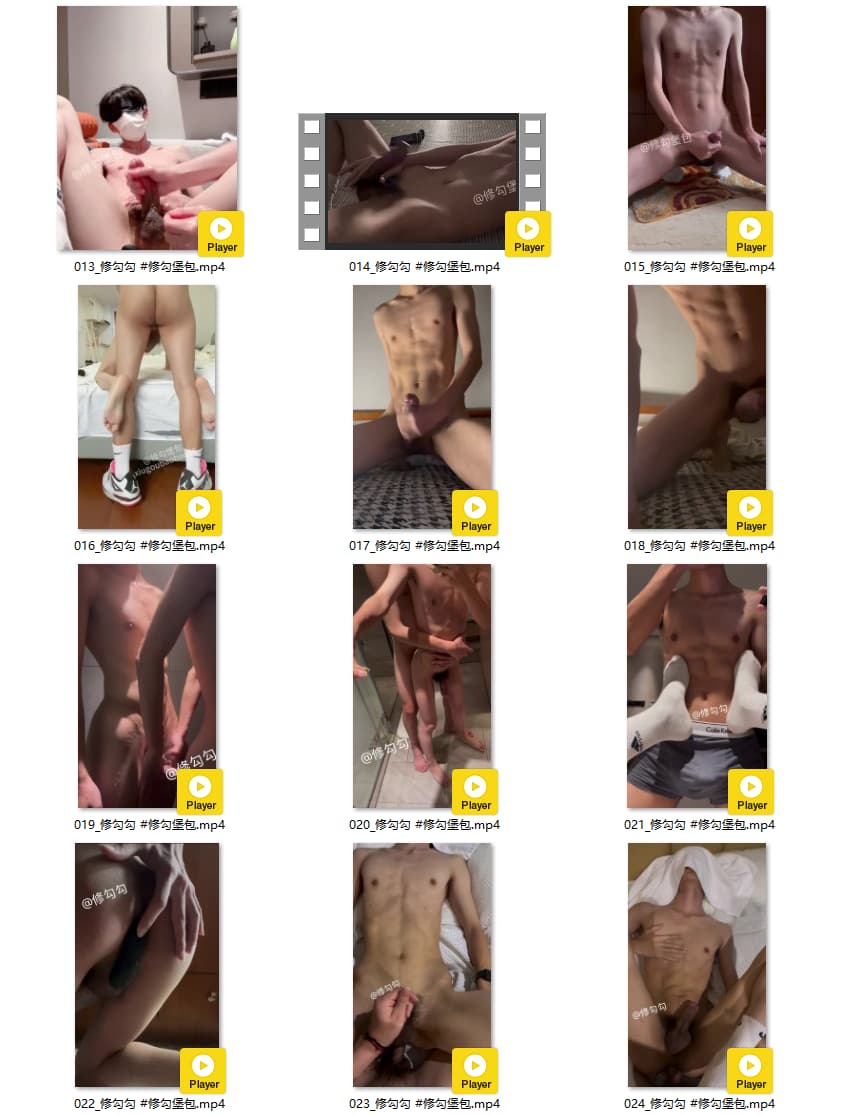 @修勾堡包
Player
013_修勾勾 #修勾堡包.mp4
@修勾堡
Player
014_修勾勾 #修勾堡包.mp4
@修勾堡包
Player
015_修勾勾 #修勾堡包.mp4
@修勾堡包
Player
016_修勾勾 #修勾堡包.mp4
Player
017_修勾勾 #修勾堡包.mp4
Player
018_修勾勾 #修勾堡包.mp4
@修勾勾
Player
019_修勾勾 #修勾堡包.mp4
@修勾勾
Player
020_修勾勾 #修勾堡包.mp4
@修勾勾
Player
021_修勾勾 #修勾堡包.mp4
@修勾勾
Player
022_修勾勾 #修勾堡包.mp4
@修勾勾
Player
023_修勾勾 #修勾堡包.mp4
@修勾勾
Player
024_修勾勾 #修勾堡包.mp4